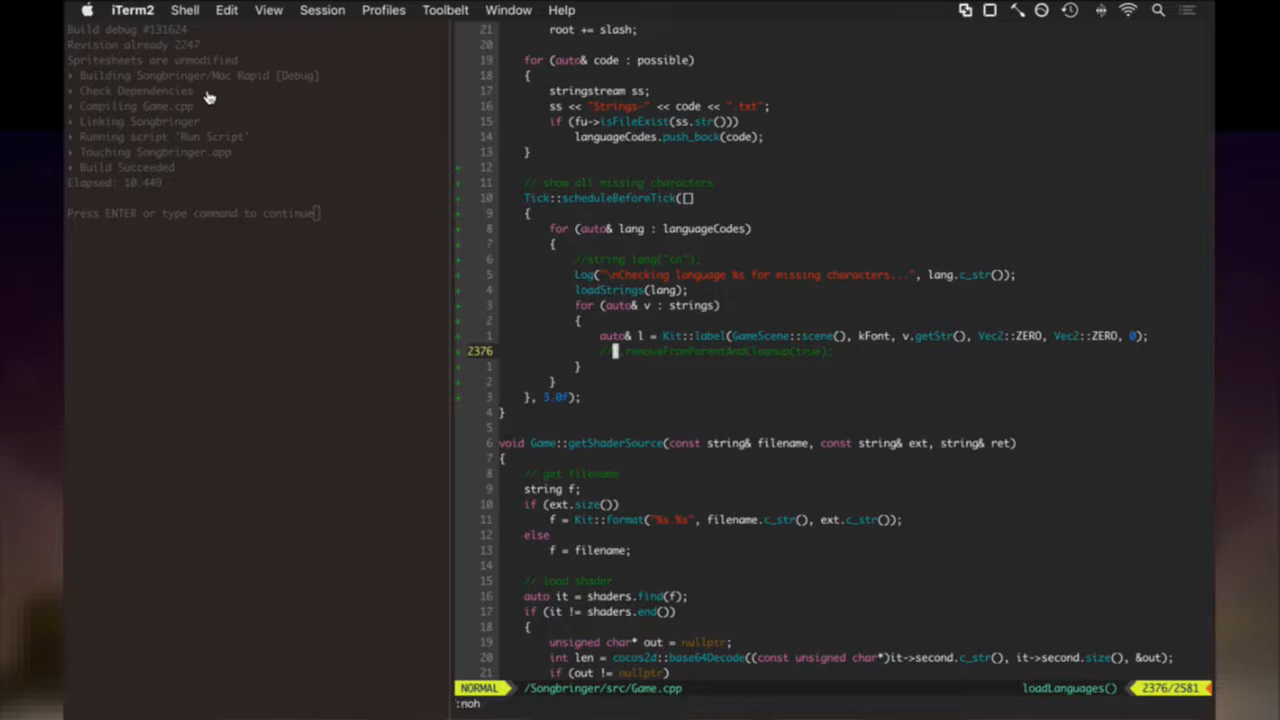 iTerm2 Shell Edit View Session Profiles Toolbelt Window Help
Build debug #131624
Revision already 2247
Spritesheets are unmodified
Building Songbringer/Mac Rapid [Debug]
Check Dependencies
Compiling Game.cpp
Linking Songbringer
Running script 'Run Script'
Touching Songbringer.app
Build Succeeded
Elapsed: 10.449
Press ENTER or type command to continue
21 root += slash;
20
19 for (auto& code : possible)
18 {
17 stringstream ss;
16 ss << "Strings-" << code << ".txt";
15 if (fu->isFileExist(ss.str()))
14 languageCodes.push_back(code);
13 }
+ 12
+ 11 // show all missing characters
+ 10 Tick::scheduleBeforeTick([]
+ 9 {
+ 8 for (auto& lang : languageCodes)
+ 7 {
+ 6 //string lang("cn");
+ 5 Log("\nChecking language %s for missing characters...", lang.c_str());
+ 4 loadStrings(lang);
+ 3 for (auto& v : strings)
+ 2 {
+ 1 auto& l = Kit::label(GameScene::scene(), kFont, v.getStr(), Vec2::ZERO, Vec2::ZERO, 0);
+ 2376 // .removeFromParentAndCleanup(true);
+ 1 }
+ 2 }
+ 3 }, 3.0f);
4 }
5
6 void Game::getShaderSource(const string& filename, const string& ext, string& ret)
7 {
8 // get filename
9 string f;
10 if (ext.size())
11 f = Kit::format("%s.%s", filename.c_str(), ext.c_str());
12 else
13 f = filename;
14
15 // load shader
16 auto it = shaders.find(f);
17 if (it != shaders.end())
18 {
19 unsigned char* out = nullptr;
20 int len = cocos2d::base64Decode((const unsigned char*)it->second.c_str(), it->second.size(), &out);
21 if (out != nullptr)
NORMAL /Songbringer/src/Game.cpp loadLanguages() 2376/2581
:noh